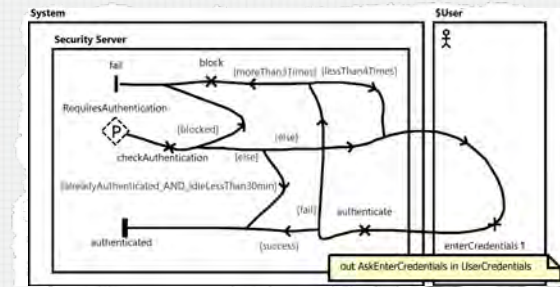 System
$User
Security Server
fail
block
[moreThan3Times]
[lessThan4Times]
RequiresAuthentication
P
[blocked]
[else]
checkAuthentication
[else]
[alreadyAuthenticated_AND_idleLessThan30min]
[fail]
authenticate
authenticated
[success]
enterCredentials 1
out AskEnterCredentials in UserCredentials